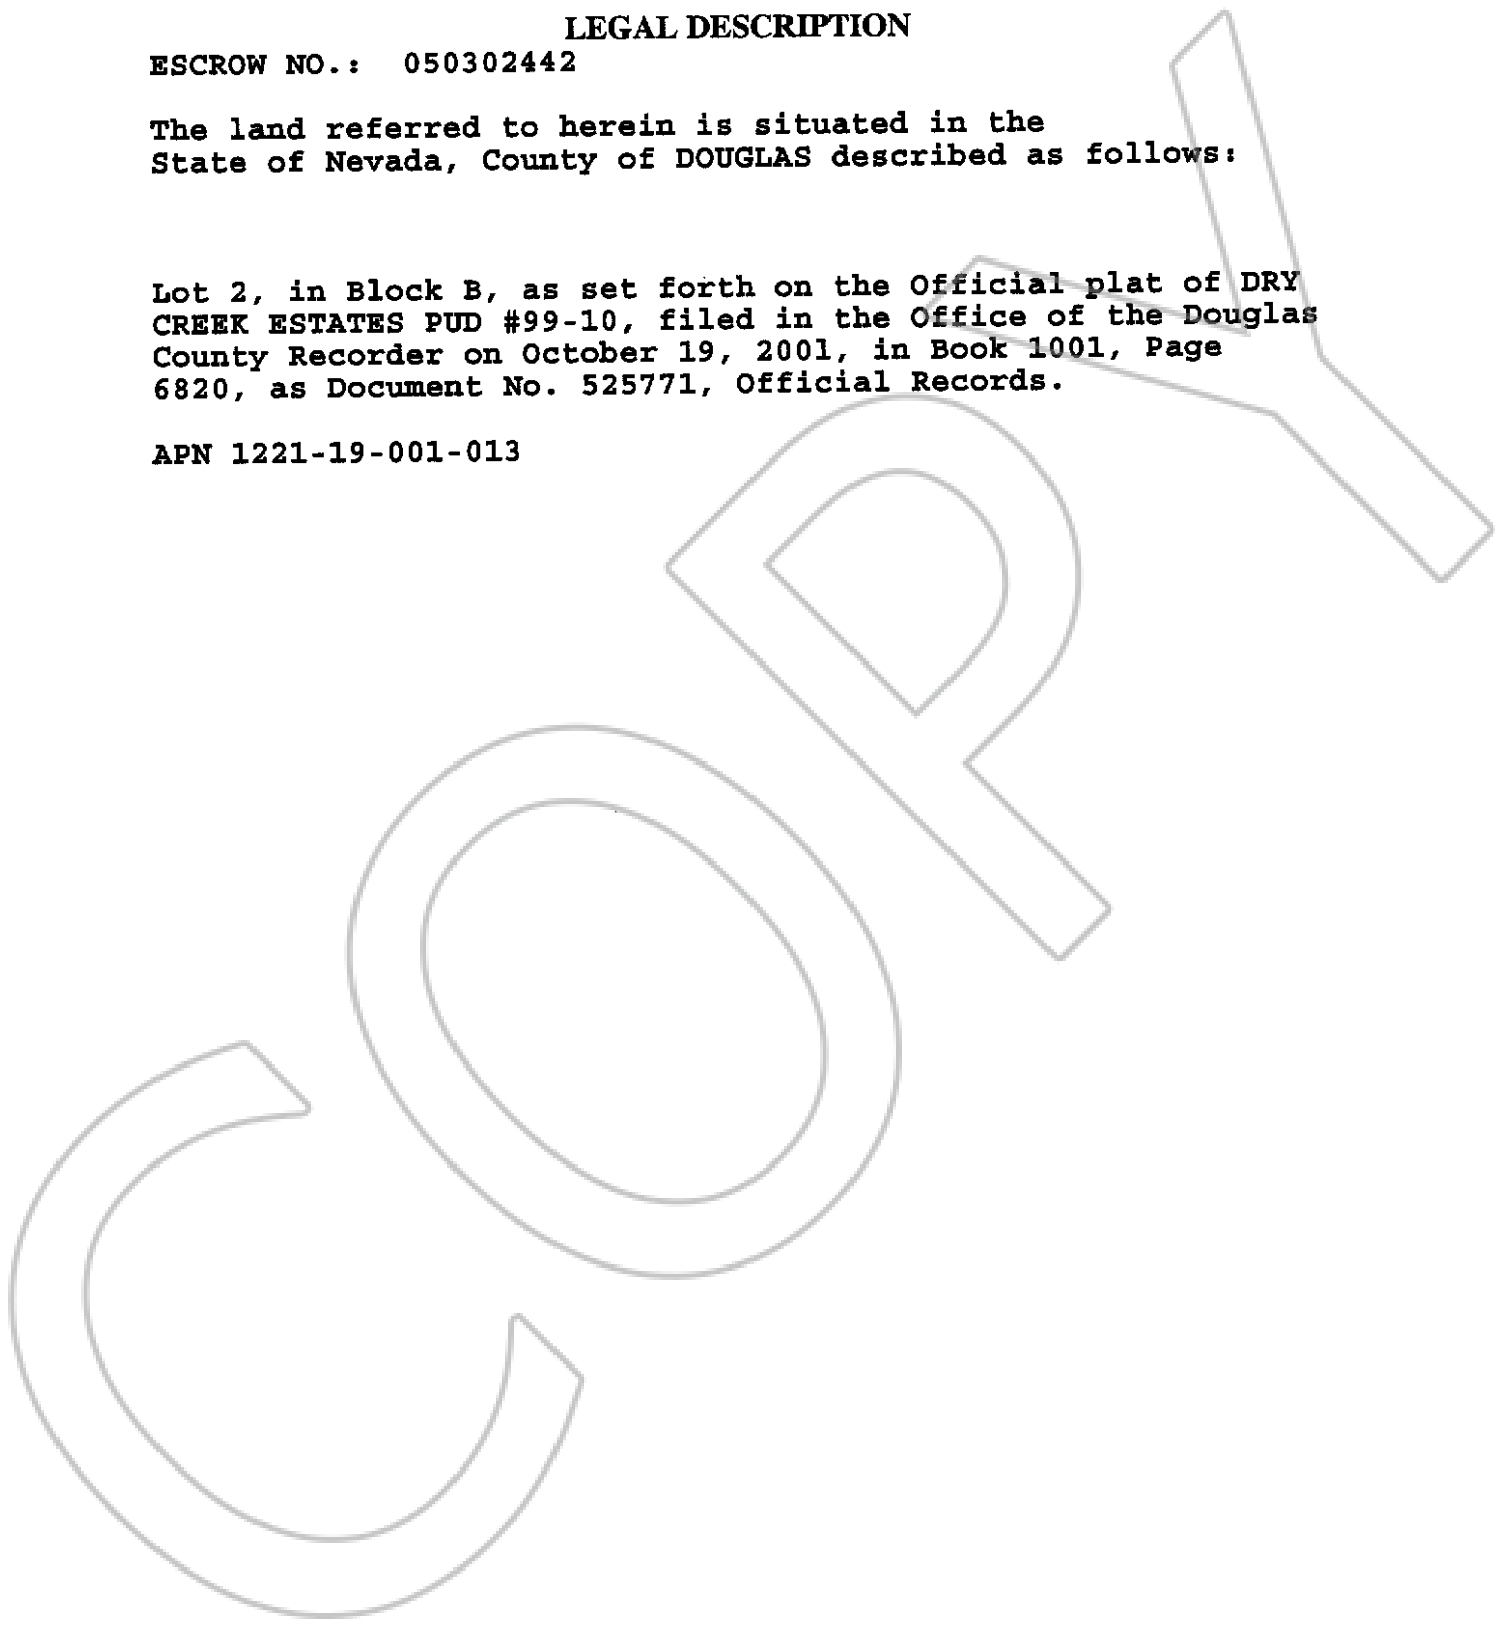 LEGAL DESCRIPTION
ESCROW NO.: 050302442
The land referred to herein is situated in the
State of Nevada, County of DOUGLAS described as follows:
Lot 2, in Block B, as set forth on the Official plat of DRY
CREEK ESTATES PUD #99-10, filed in the Office of the Douglas
County Recorder on October 19, 2001, in Book 1001, Page
6820, as Document No. 525771, Official Records.
APN 1221-19-001-013
COPY